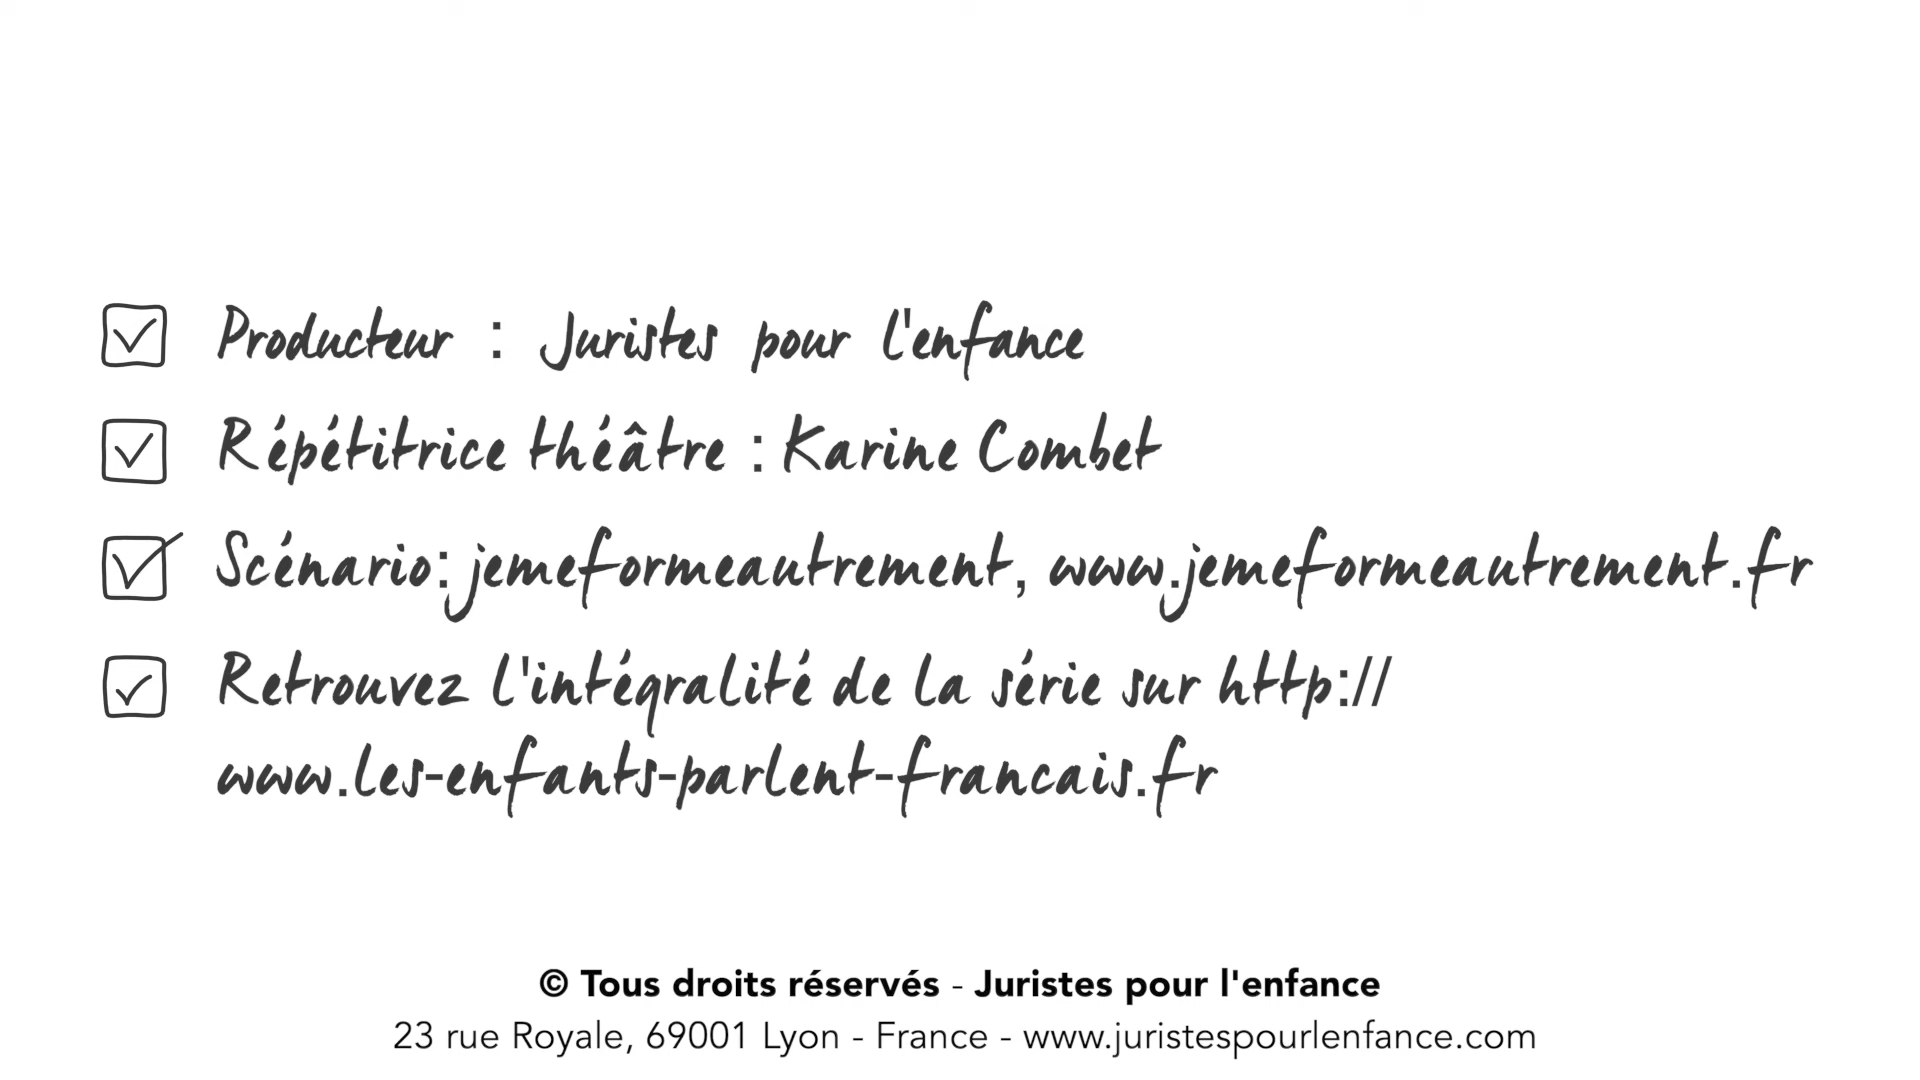 Producteur : Juristes pour l'enfance
Répétitrice théâtre : Karine Combet
Scénario: jemeformeautrement, www.jemeformeautrement.fr
Retrouvez l'intégralité de la série sur http://
www.les-enfants-parlent-francais.fr
© Tous droits réservés - Juristes pour l'enfance
23 rue Royale, 69001 Lyon - France - www.juristespourlenfance.com